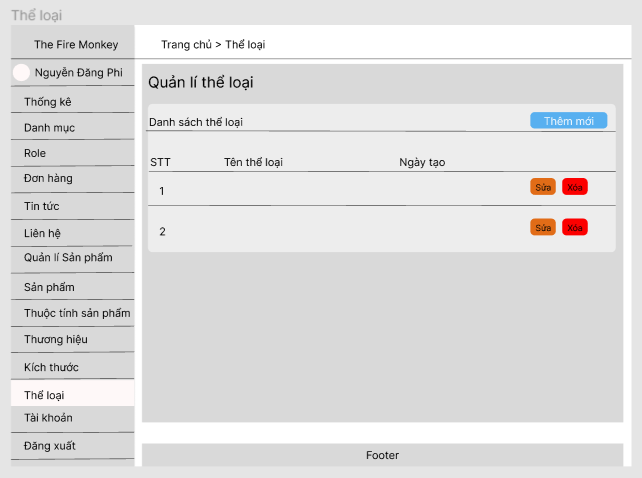 Thể loại
The Fire Monkey
Trang chủ > Thể loại
Nguyễn Đăng Phi
Thống kê
Danh mục
Role
Đơn hàng
Tin tức
Liên hệ
Quản lí Sản phẩm
Sản phẩm
Thuộc tính sản phẩm
Thương hiệu
Kích thước
Thể loại
Tài khoản
Đăng xuất
Quản lí thể loại
Danh sách thể loại
Thêm mới
STT Tên thể loại Ngày tạo
1 Sửa Xóa
2 Sửa Xóa
Footer